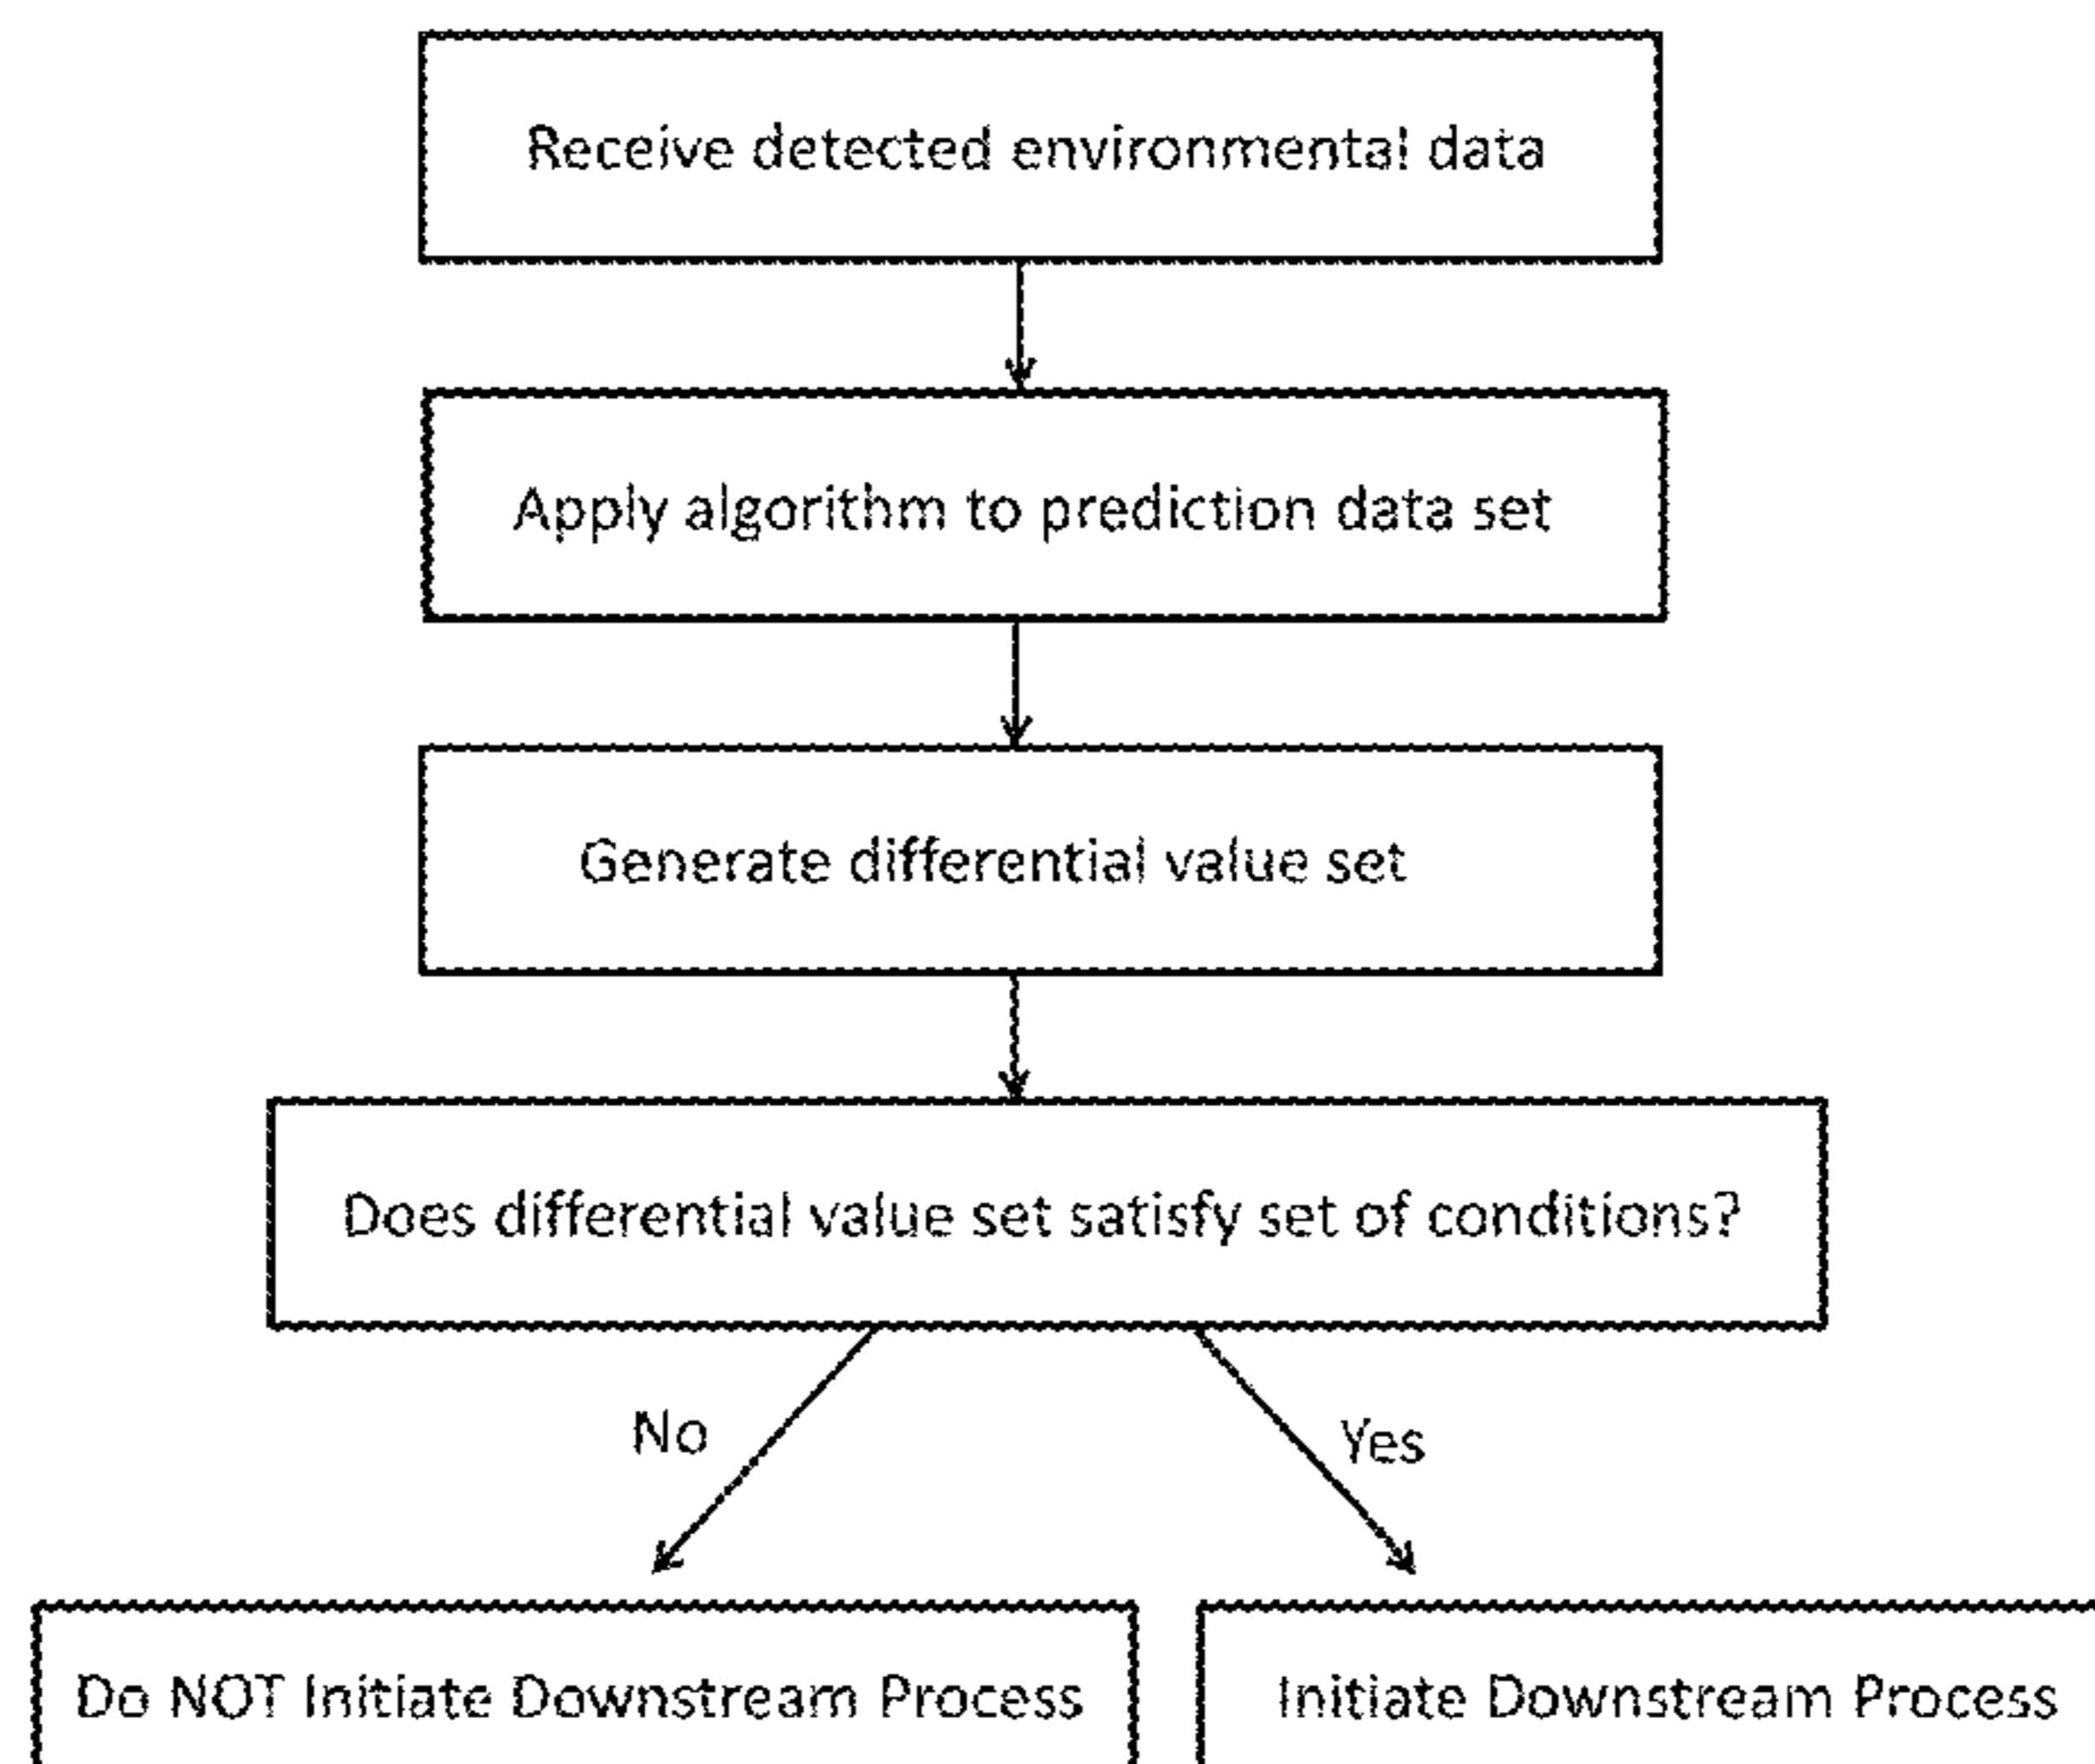 Receive detected environmental data
Apply algorithm to prediction data set
Generate differential value set
Does differential value set satisfy set of conditions?
No
Yes
Do NOT Initiate Downstream Process
Initiate Downstream Process